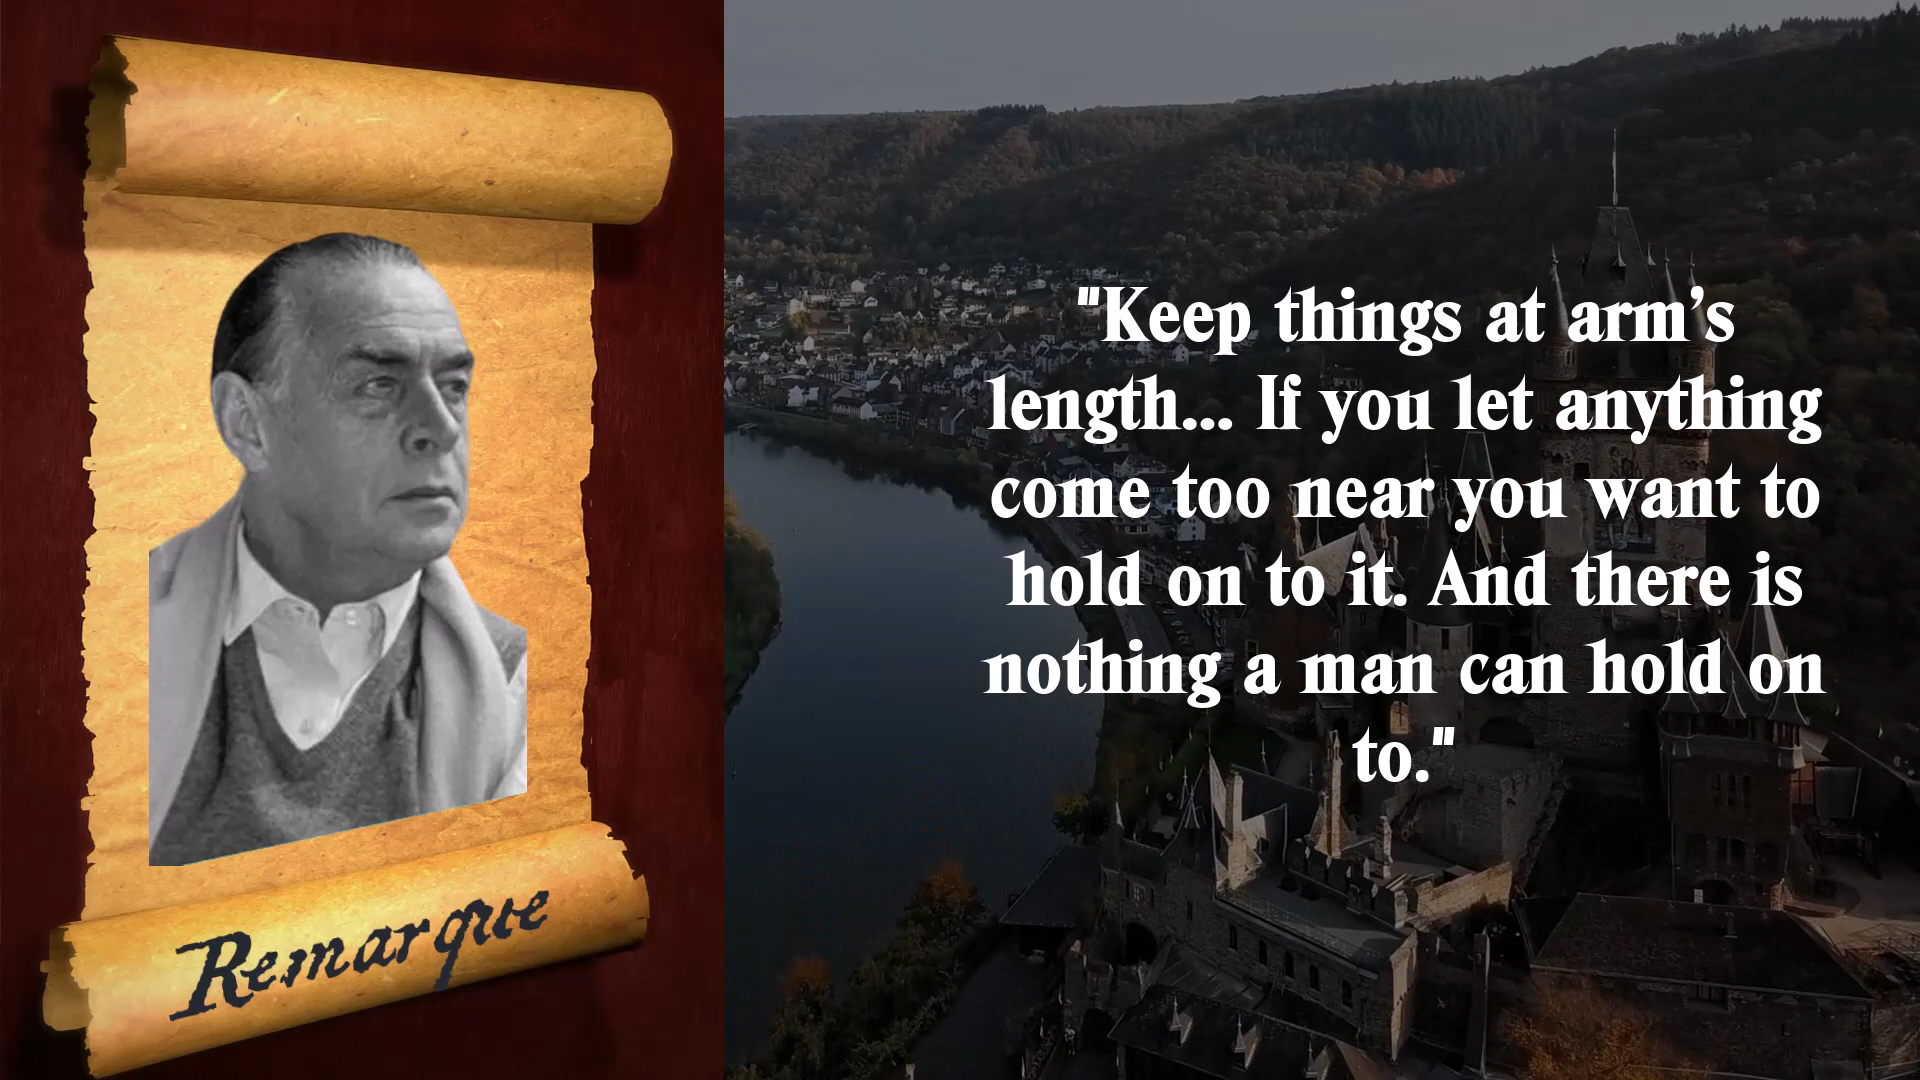 "Keep things at arm’s
length... If you let anything
come too near you want to
hold on to it. And there is
nothing a man can hold on
to."
Remarque